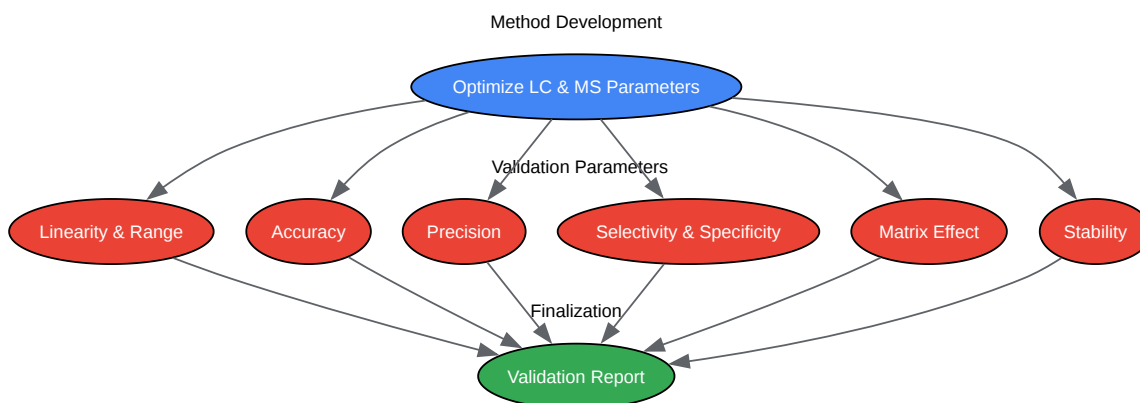 Method Development
Optimize LC & MS Parameters
Validation Parameters
Linearity & Range
Accuracy
Precision
Selectivity & Specificity
Matrix Effect
Stability
Finalization
Validation Report